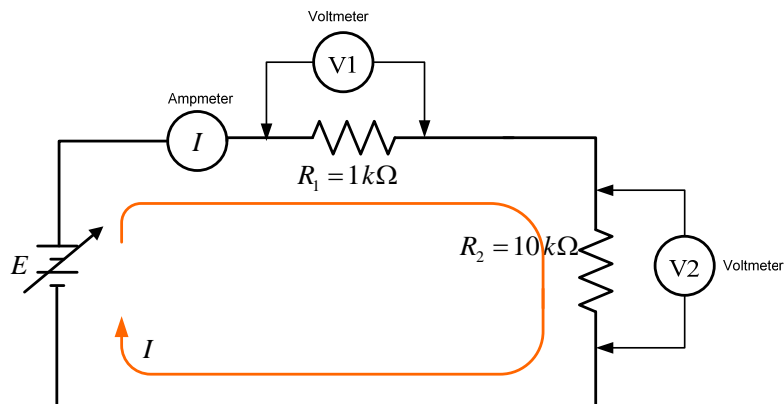 Voltmeter
V1
Ampmeter
I
R₁ = 1kΩ
R₂ = 10kΩ
E
V2
Voltmeter
I